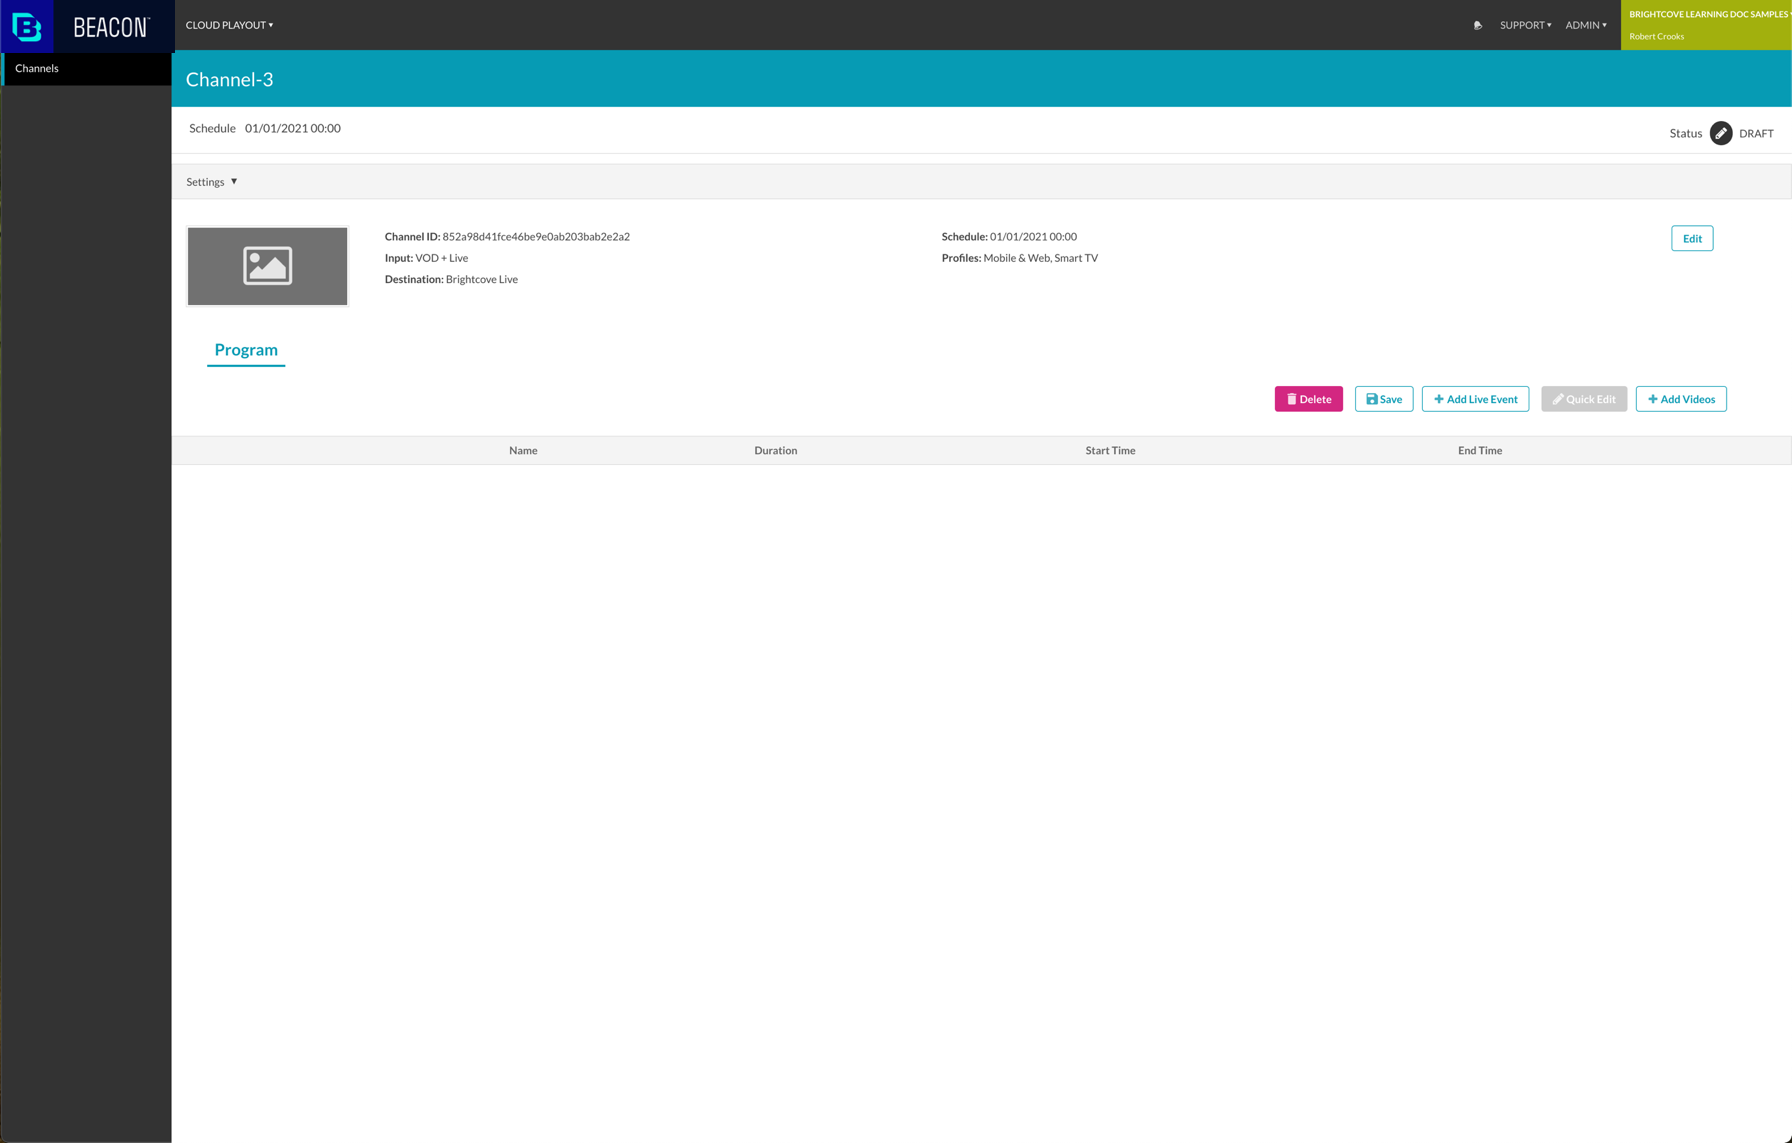 BEACON
CLOUD PLAYOUT
SUPPORT
ADMIN
BRIGHTCOVE LEARNING DOC SAMPLES
Robert Crooks
Channels
Channel-3
Schedule 01/01/2021 00:00
Status DRAFT
Settings
Channel ID: 852a98d41fce46be9e0ab203bab2e2a2
Input: VOD + Live
Destination: Brightcove Live
Schedule: 01/01/2021 00:00
Profiles: Mobile & Web, Smart TV
Edit
Program
Delete
Save
+ Add Live Event
Quick Edit
+ Add Videos
Name Duration Start Time End Time